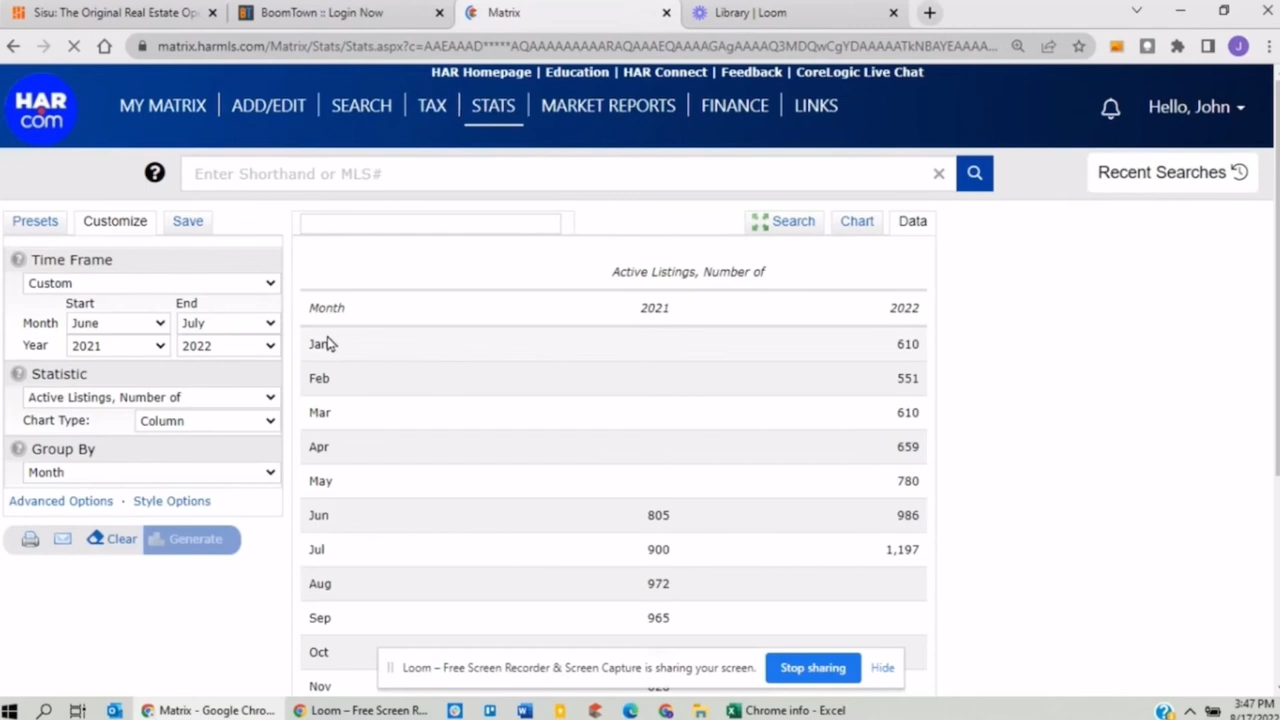 Sisu: The Original Real Estate Op
BoomTown :: Login Now
Matrix
Library | Loom
matrix.harmls.com/Matrix/Stats/Stats.aspx?c=AAEAAAD*****AQAAAAAAAAARAQAAAEQAAAAGAgAAAAQ3MDQwCgYDAAAAATkNBAYEAAAA...
J
HAR Homepage | Education | HAR Connect | Feedback | CoreLogic Live Chat
HAR
com
MY MATRIX
ADD/EDIT
SEARCH
TAX
STATS
MARKET REPORTS
FINANCE
LINKS
Hello, John
Enter Shorthand or MLS#
Recent Searches
Presets
Customize
Save
Search
Chart
Data
Time Frame
Custom
Start End
Month June July
Year 2021 2022
Statistic
Active Listings, Number of
Chart Type: Column
Group By
Month
Advanced Options · Style Options
Clear
Generate
Active Listings, Number of
Month 2021 2022
Jan 610
Feb 551
Mar 610
Apr 659
May 780
Jun 805 986
Jul 900 1,197
Aug 972
Sep 965
Oct
Nov
Loom – Free Screen Recorder & Screen Capture is sharing your screen.
Stop sharing
Hide
Matrix - Google Chro...
Loom – Free Screen R...
Chrome info - Excel
3:47 PM